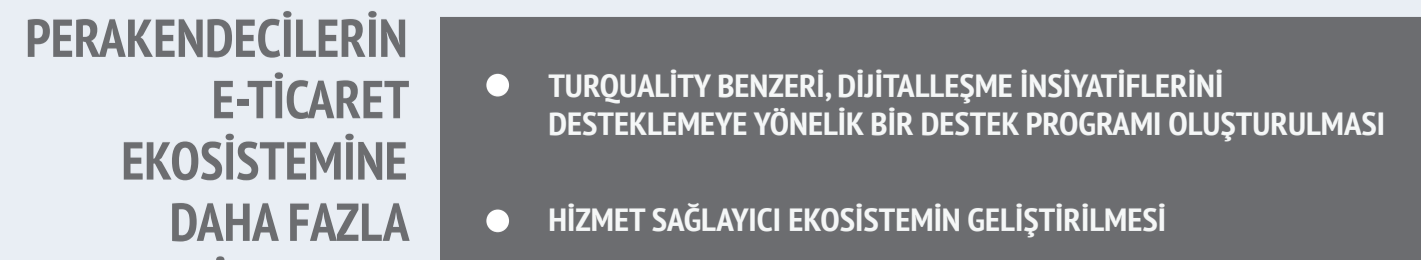 PERAKENDECİLERİN
E-TİCARET
EKOSİSTEMİNE
DAHA FAZLA
● TURQUALİTY BENZERİ, DİJİTALLEŞME İNSİYATİFLERİNİ
DESTEKLEMEYE YÖNELİK BİR DESTEK PROGRAMI OLUŞTURULMASI
● HİZMET SAĞLAYICI EKOSİSTEMİN GELİŞTİRİLMESİ